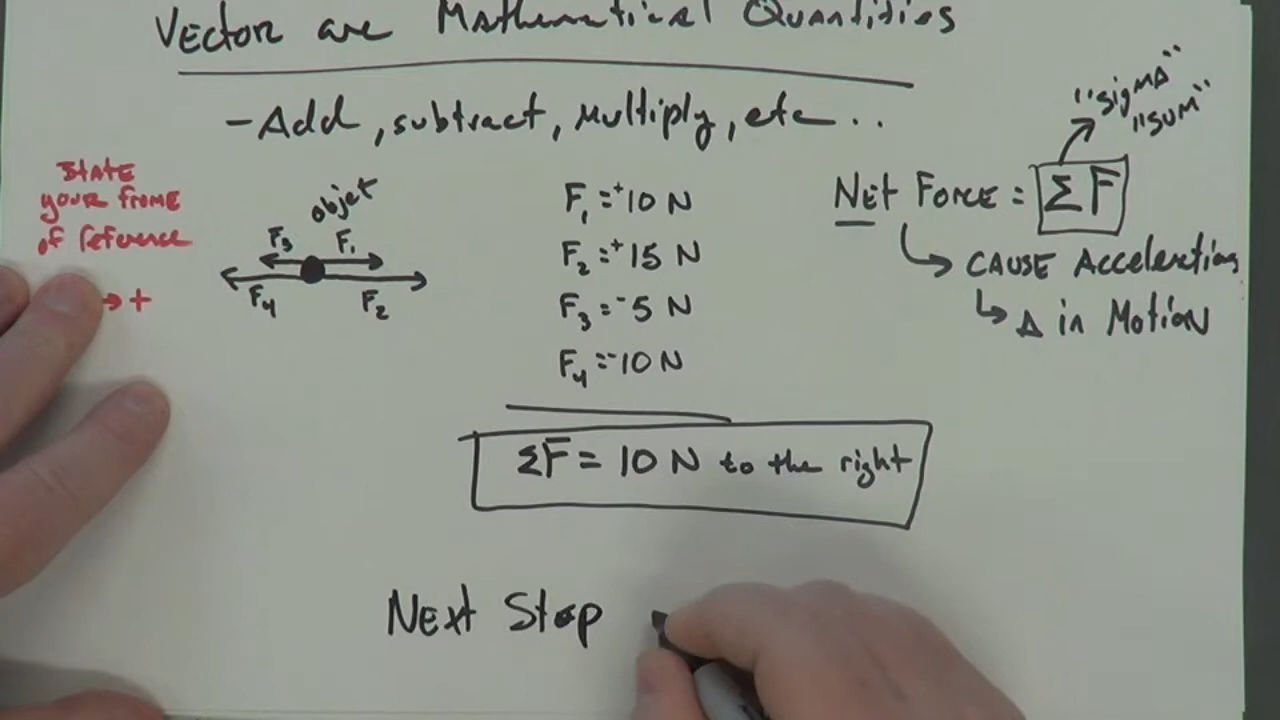 Vector are Mathematical Quantities
- Add, subtract, Multiply, etc...
"sigma"
"sum"
State
your frame
of reference
→ +
objet
F3 F1
F4 F2
F1 = +10 N
F2 = +15 N
F3 = -5 N
F4 = -10 N
Net Force = ΣF
CAUSE Acceleration
Δ in Motion
ΣF = 10 N to the right
Next Stop